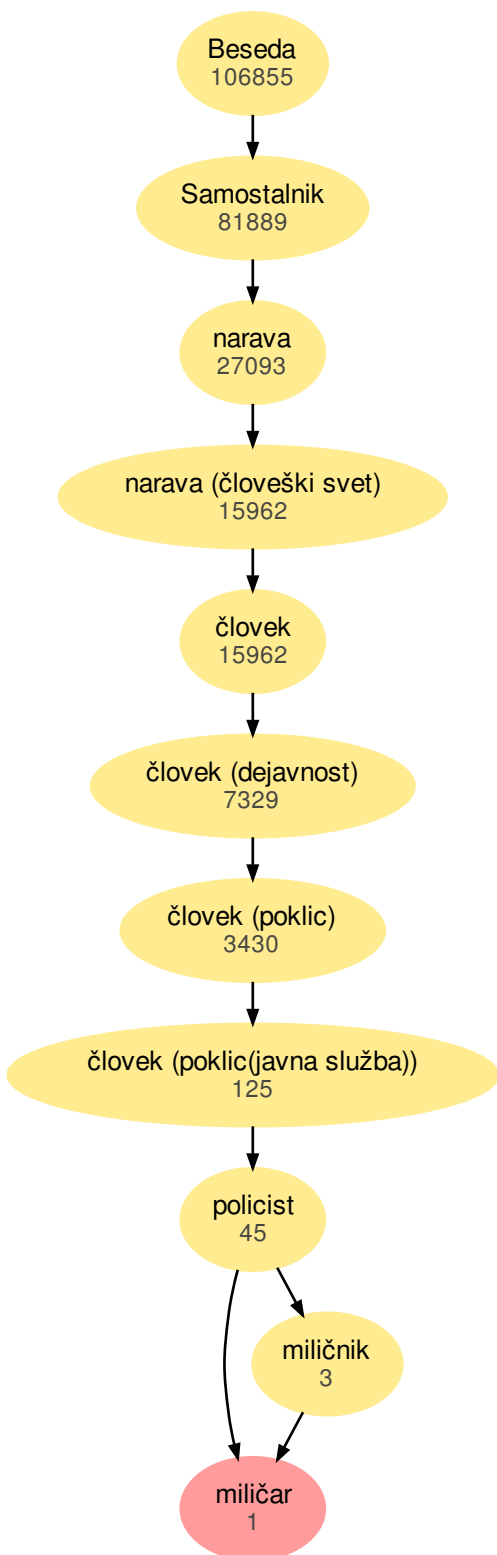 Beseda
106855
Samostalnik
81889
narava
27093
narava (človeški svet)
15962
človek
15962
človek (dejavnost)
7329
človek (poklic)
3430
človek (poklic(javna služba))
125
policist
45
miličnik
3
miličar
1